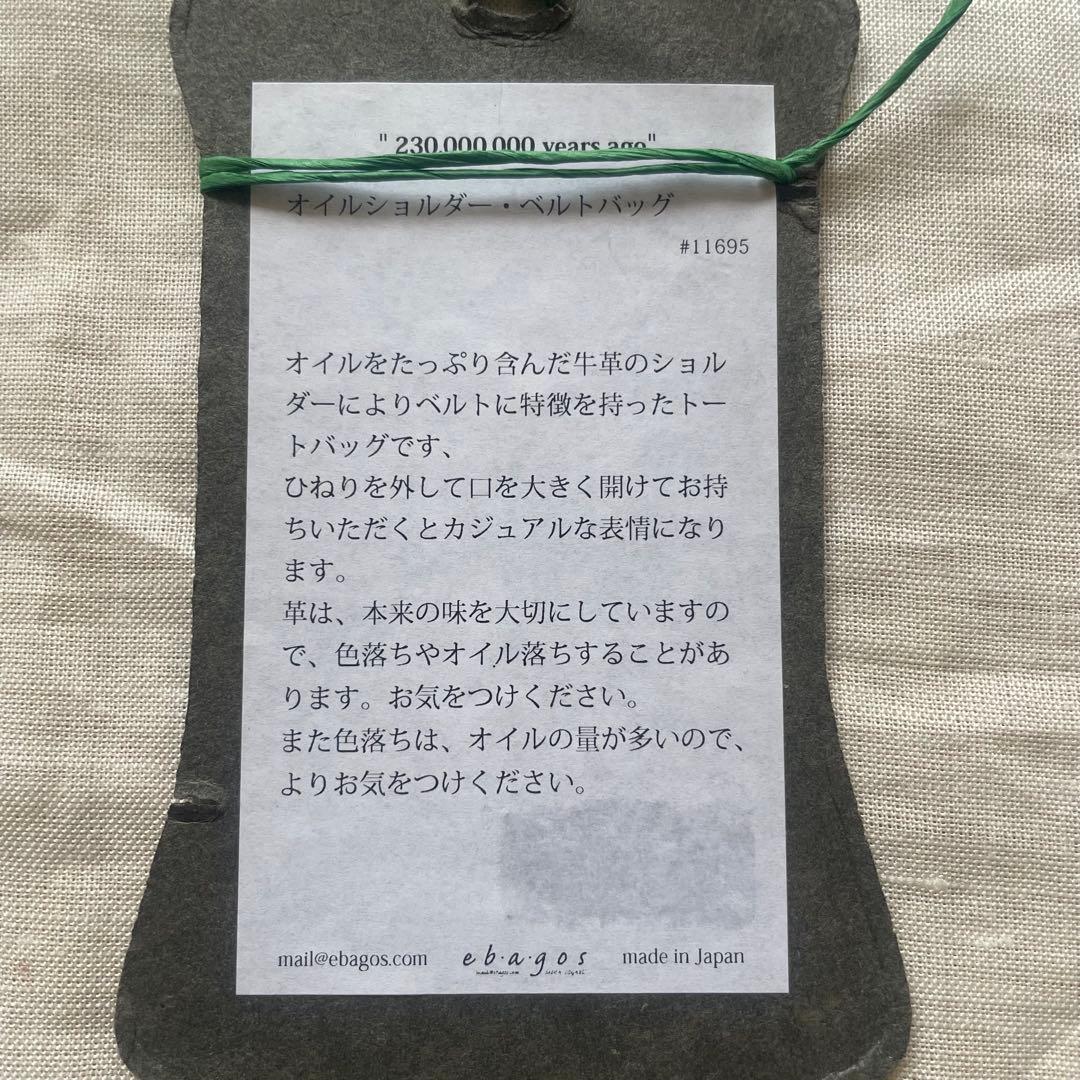 " 230,000,000 years ago"
オイルショルダー・ベルトバッグ
#11695
オイルをたっぷり含んだ牛革のショル
ダーによりベルトに特徴を持ったトー
トバッグです、
ひねりを外して口を大きく開けてお持
ちいただくとカジュアルな表情になり
ます。
革は、本来の味を大切にしていますの
で、色落ちやオイル落ちすることがあ
ります。お気をつけください。
また色落ちは、オイルの量が多いので、
よりお気をつけください。
mail@ebagos.com e・b・a・g・o・s made in Japan